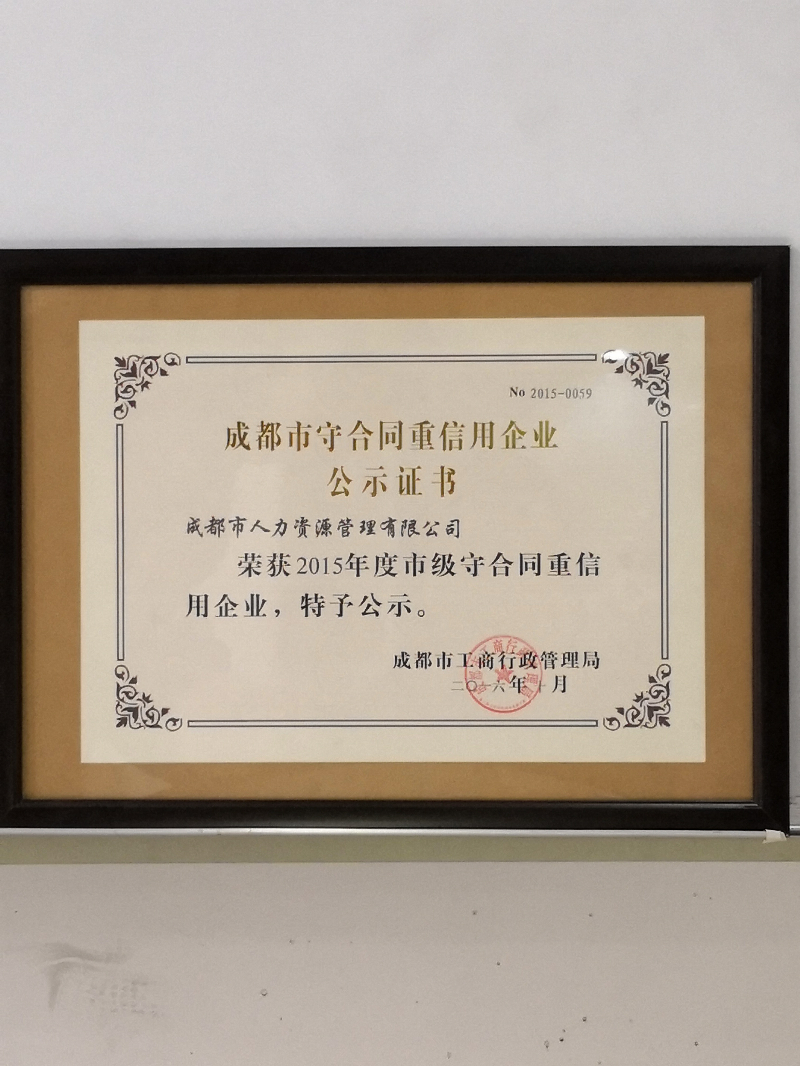 No 2015-0059
成都市守合同重信用企业
公示证书
成都市人力资源管理有限公司
荣获2015年度市级守合同重信
用企业，特予公示。
成都市工商行政管理局
二〇一六年十月